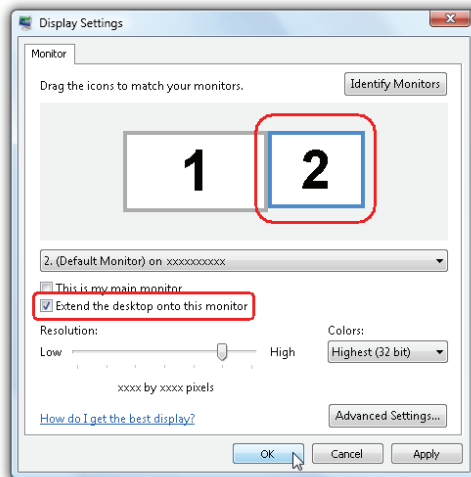 Display Settings
Monitor
Drag the icons to match your monitors.
Identify Monitors
1
2
2. (Default Monitor) on xxxxxxxxxx
This is my main monitor
Extend the desktop onto this monitor
Resolution:
Colors:
Low
High
Highest (32 bit)
xxxx by xxxx pixels
How do I get the best display?
Advanced Settings...
OK
Cancel
Apply